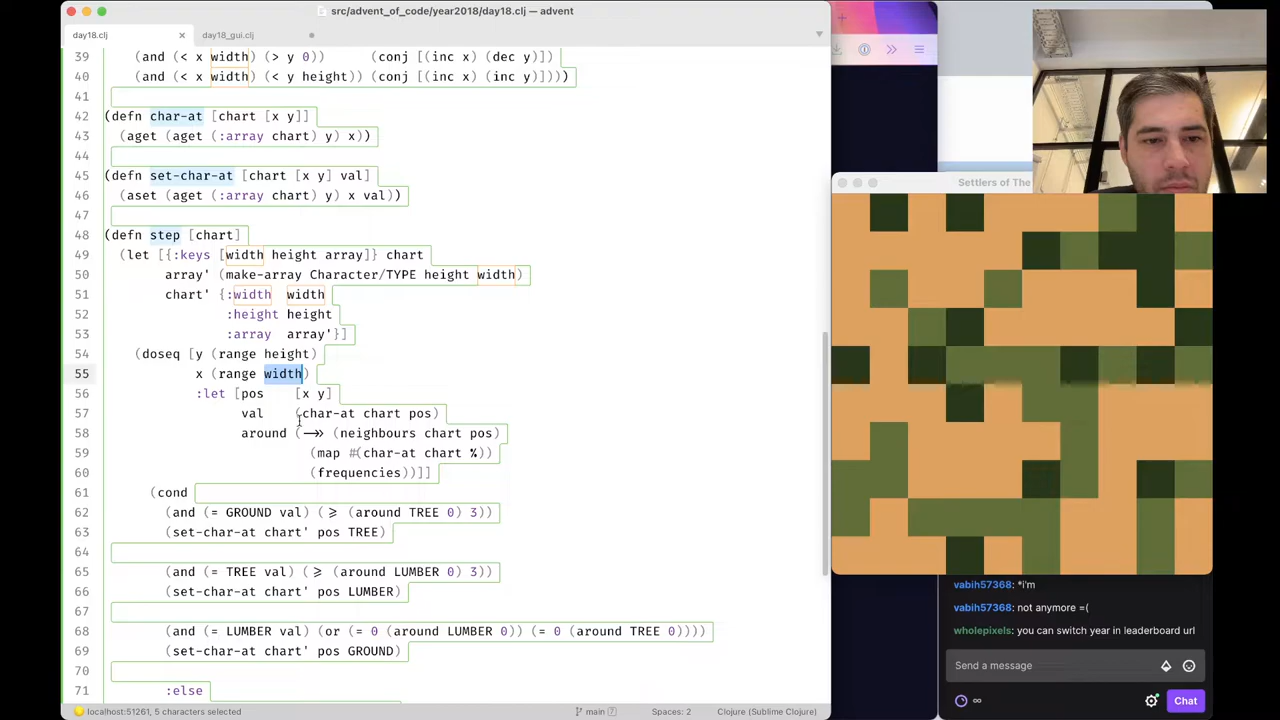 src/advent_of_code/year2018/day18.clj — advent
day18.clj
day18_gui.clj
39 (and (< x width) (> y 0)) (conj [(inc x) (dec y)])
40 (and (< x width) (< y height)) (conj [(inc x) (inc y)])))
41
42 (defn char-at [chart [x y]]
43 (aget (aget (:array chart) y) x))
44
45 (defn set-char-at [chart [x y] val]
46 (aset (aget (:array chart) y) x val))
47
48 (defn step [chart]
49 (let [{:keys [width height array]} chart
50 array' (make-array Character/TYPE height width)
51 chart' {:width width
52 :height height
53 :array array'}]
54 (doseq [y (range height)
55 x (range width)
56 :let [pos [x y]
57 val (char-at chart pos)
58 around (->> (neighbours chart pos)
59 (map #(char-at chart %))
60 (frequencies))]]
61 (cond
62 (and (= GROUND val) (>= (around TREE 0) 3))
63 (set-char-at chart' pos TREE)
64
65 (and (= TREE val) (>= (around LUMBER 0) 3))
66 (set-char-at chart' pos LUMBER)
67
68 (and (= LUMBER val) (or (= 0 (around LUMBER 0)) (= 0 (around TREE 0))))
69 (set-char-at chart' pos GROUND)
70
71 :else
localhost:51261, 5 characters selected
main 7
Spaces: 2
Clojure (Sublime Clojure)
Settlers of The
vabih57368: *i'm
vabih57368: not anymore =(
wholepixels: you can switch year in leaderboard url
Send a message
∞
Chat